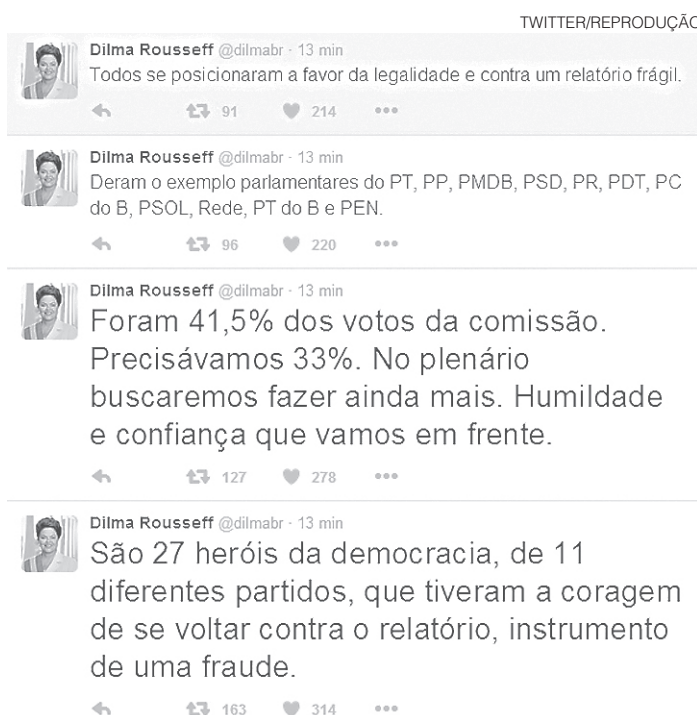 TWITTER/REPRODUÇÃO
Dilma Rousseff @dilmabr · 13 min
Todos se posicionaram a favor da legalidade e contra um relatório frágil.
91 214
Dilma Rousseff @dilmabr · 13 min
Deram o exemplo parlamentares do PT, PP, PMDB, PSD, PR, PDT, PC
do B, PSOL, Rede, PT do B e PEN.
96 220
Dilma Rousseff @dilmabr · 13 min
Foram 41,5% dos votos da comissão.
Precisávamos 33%. No plenário
buscaremos fazer ainda mais. Humildade
e confiança que vamos em frente.
127 278
Dilma Rousseff @dilmabr · 13 min
São 27 heróis da democracia, de 11
diferentes partidos, que tiveram a coragem
de se voltar contra o relatório, instrumento
de uma fraude.
163 314